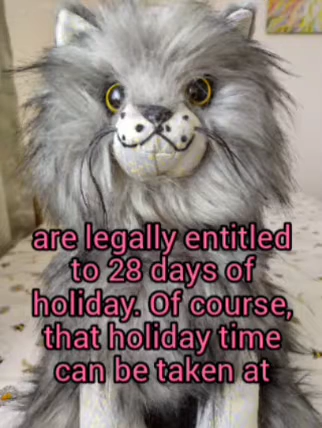 are legally entitled
to 28 days of
holiday. Of course,
that holiday time
can be taken at